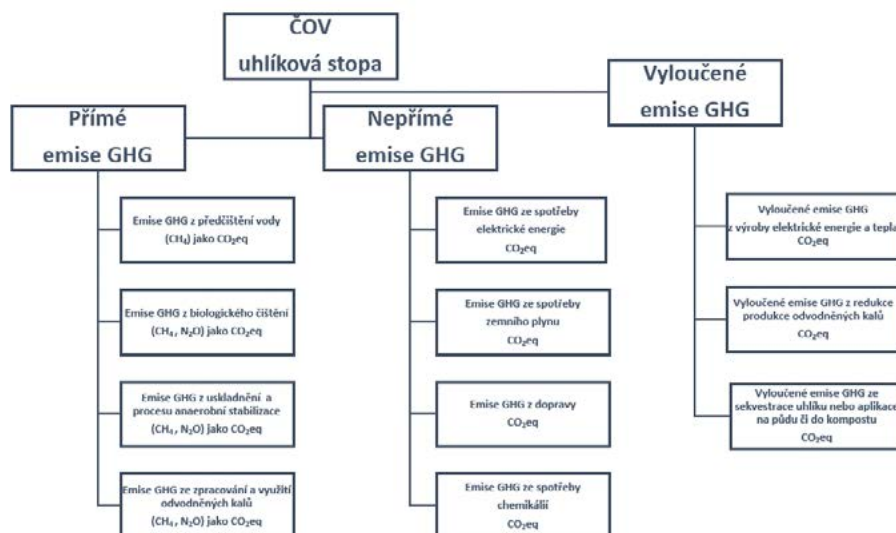 ČOV
uhlíková stopa
Přímé
emise GHG
Nepřímé
emise GHG
Vyloučené
emise GHG
Emise GHG z předčištění vody
(CH₄) jako CO₂eq
Emise GHG z biologického čištění
(CH₄ , N₂O) jako CO₂eq
Emise GHG z uskladnění a
procesu anaerobní stabilizace
(CH₄ , N₂O) jako CO₂eq
Emise GHG ze zpracování a využití
odvodněných kalů
(CH₄ , N₂O) jako CO₂eq
Emise GHG ze spotřeby
elektrické energie
CO₂eq
Emise GHG ze spotřeby
zemního plynu
CO₂eq
Emise GHG z dopravy
CO₂eq
Emise GHG ze spotřeby
chemikálií
CO₂eq
Vyloučené emise GHG
z výroby elektrické energie a tepla
CO₂eq
Vyloučené emise GHG z redukce
produkce odvodněných kalů
CO₂eq
Vyloučené emise GHG ze
sekvestrace uhlíku nebo aplikace
na půdu či do kompostu
CO₂eq